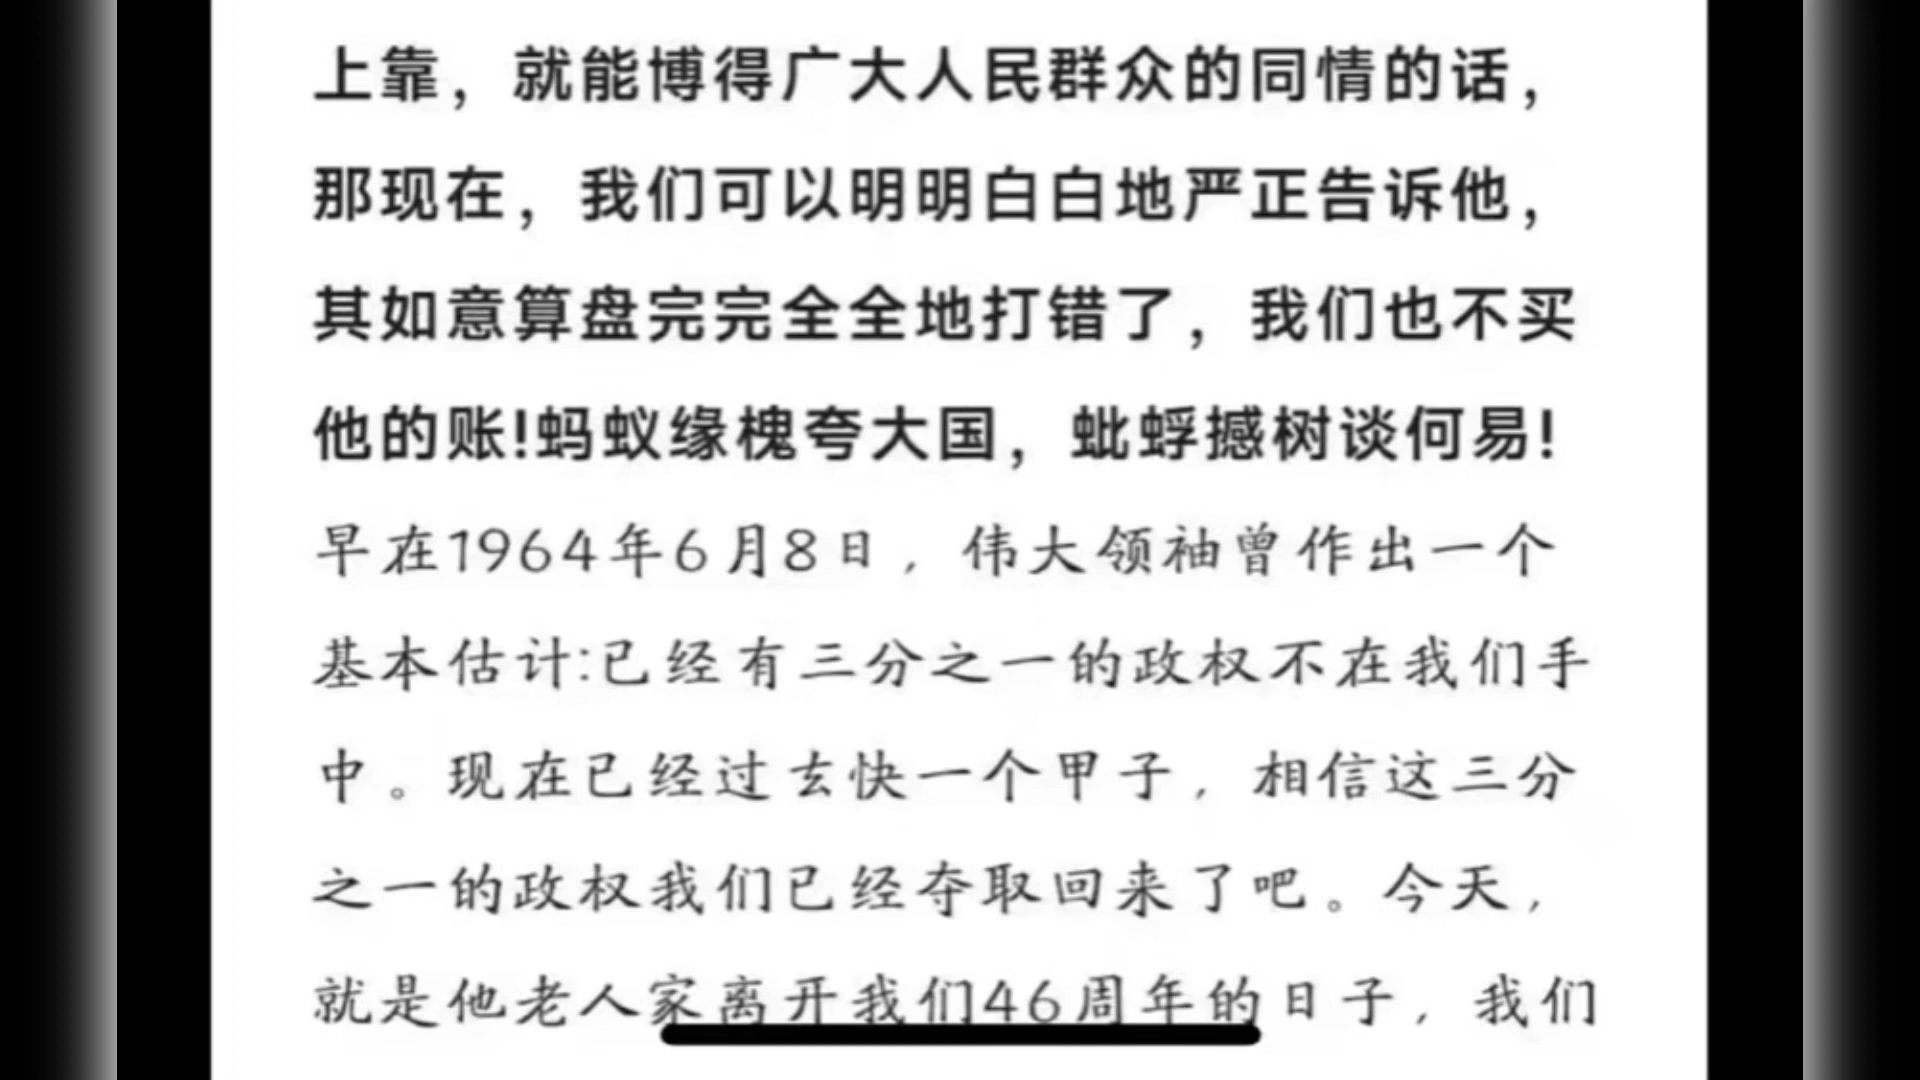 上靠，就能博得广大人民群众的同情的话，
那现在，我们可以明明白白地严正告诉他，
其如意算盘完完全全地打错了，我们也不买
他的账!蚂蚁缘槐夸大国，蚍蜉撼树谈何易!
早在1964年6月8日，伟大领袖曾作出一个
基本估计:已经有三分之一的政权不在我们手
中。现在已经过去快一个甲子，相信这三分
之一的政权我们已经夺取回来了吧。今天，
就是他老人家离开我们46周年的日子，我们